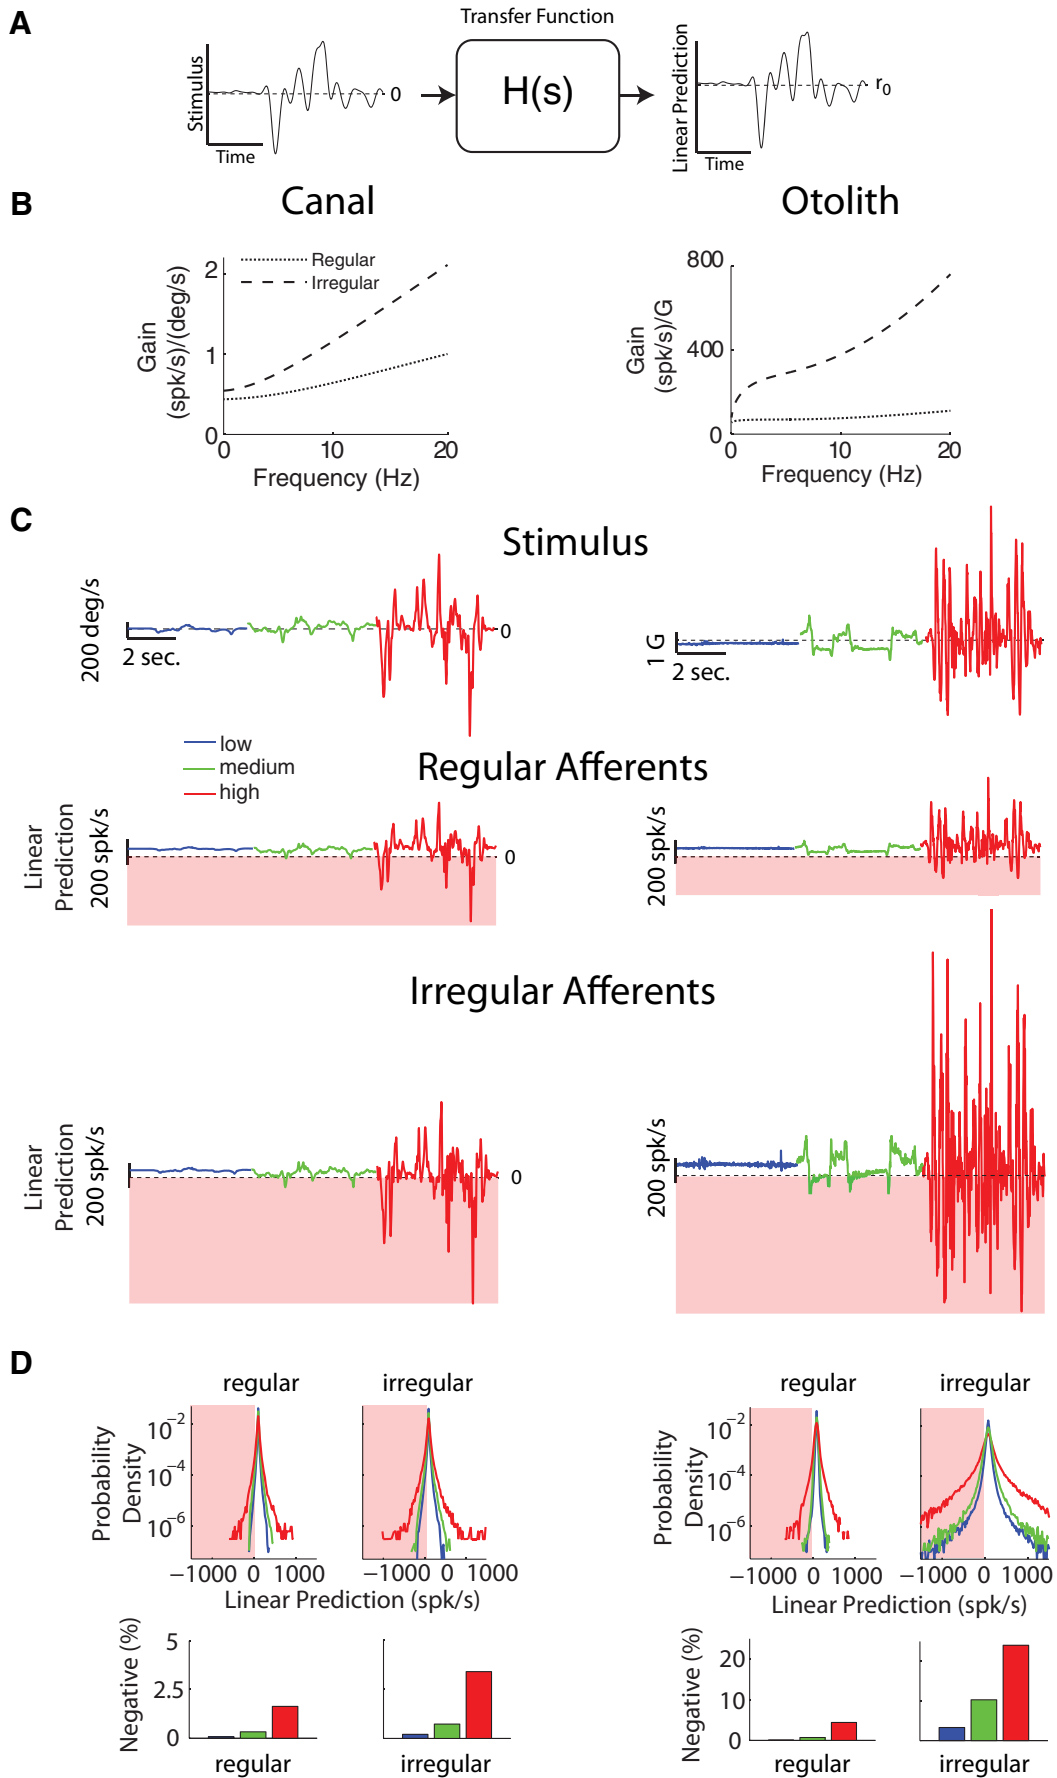 A
Transfer Function
Stimulus
Time
0
H(s)
Linear Prediction
Time
r0
B
Canal
Otolith
Gain
(spk/s)/(deg/s)
2
1
0
Regular
Irregular
0 10 20
Frequency (Hz)
Gain
(spk/s)/G
800
400
0
0 10 20
Frequency (Hz)
C
Stimulus
200 deg/s
2 sec.
0
1 G
2 sec.
low
medium
high
Regular Afferents
Linear
Prediction
200 spk/s
0
200 spk/s
Irregular Afferents
Linear
Prediction
200 spk/s
0
200 spk/s
D
regular
irregular
regular
irregular
Probability
Density
10−2
10−4
10−6
−1000 0 1000
−1000 0 1000
Linear Prediction (spk/s)
Probability
Density
10−2
10−4
10−6
−1000 0 1000
−1000 0 1000
Linear Prediction (spk/s)
Negative (%)
5
2.5
0
regular
irregular
Negative (%)
20
10
0
regular
irregular